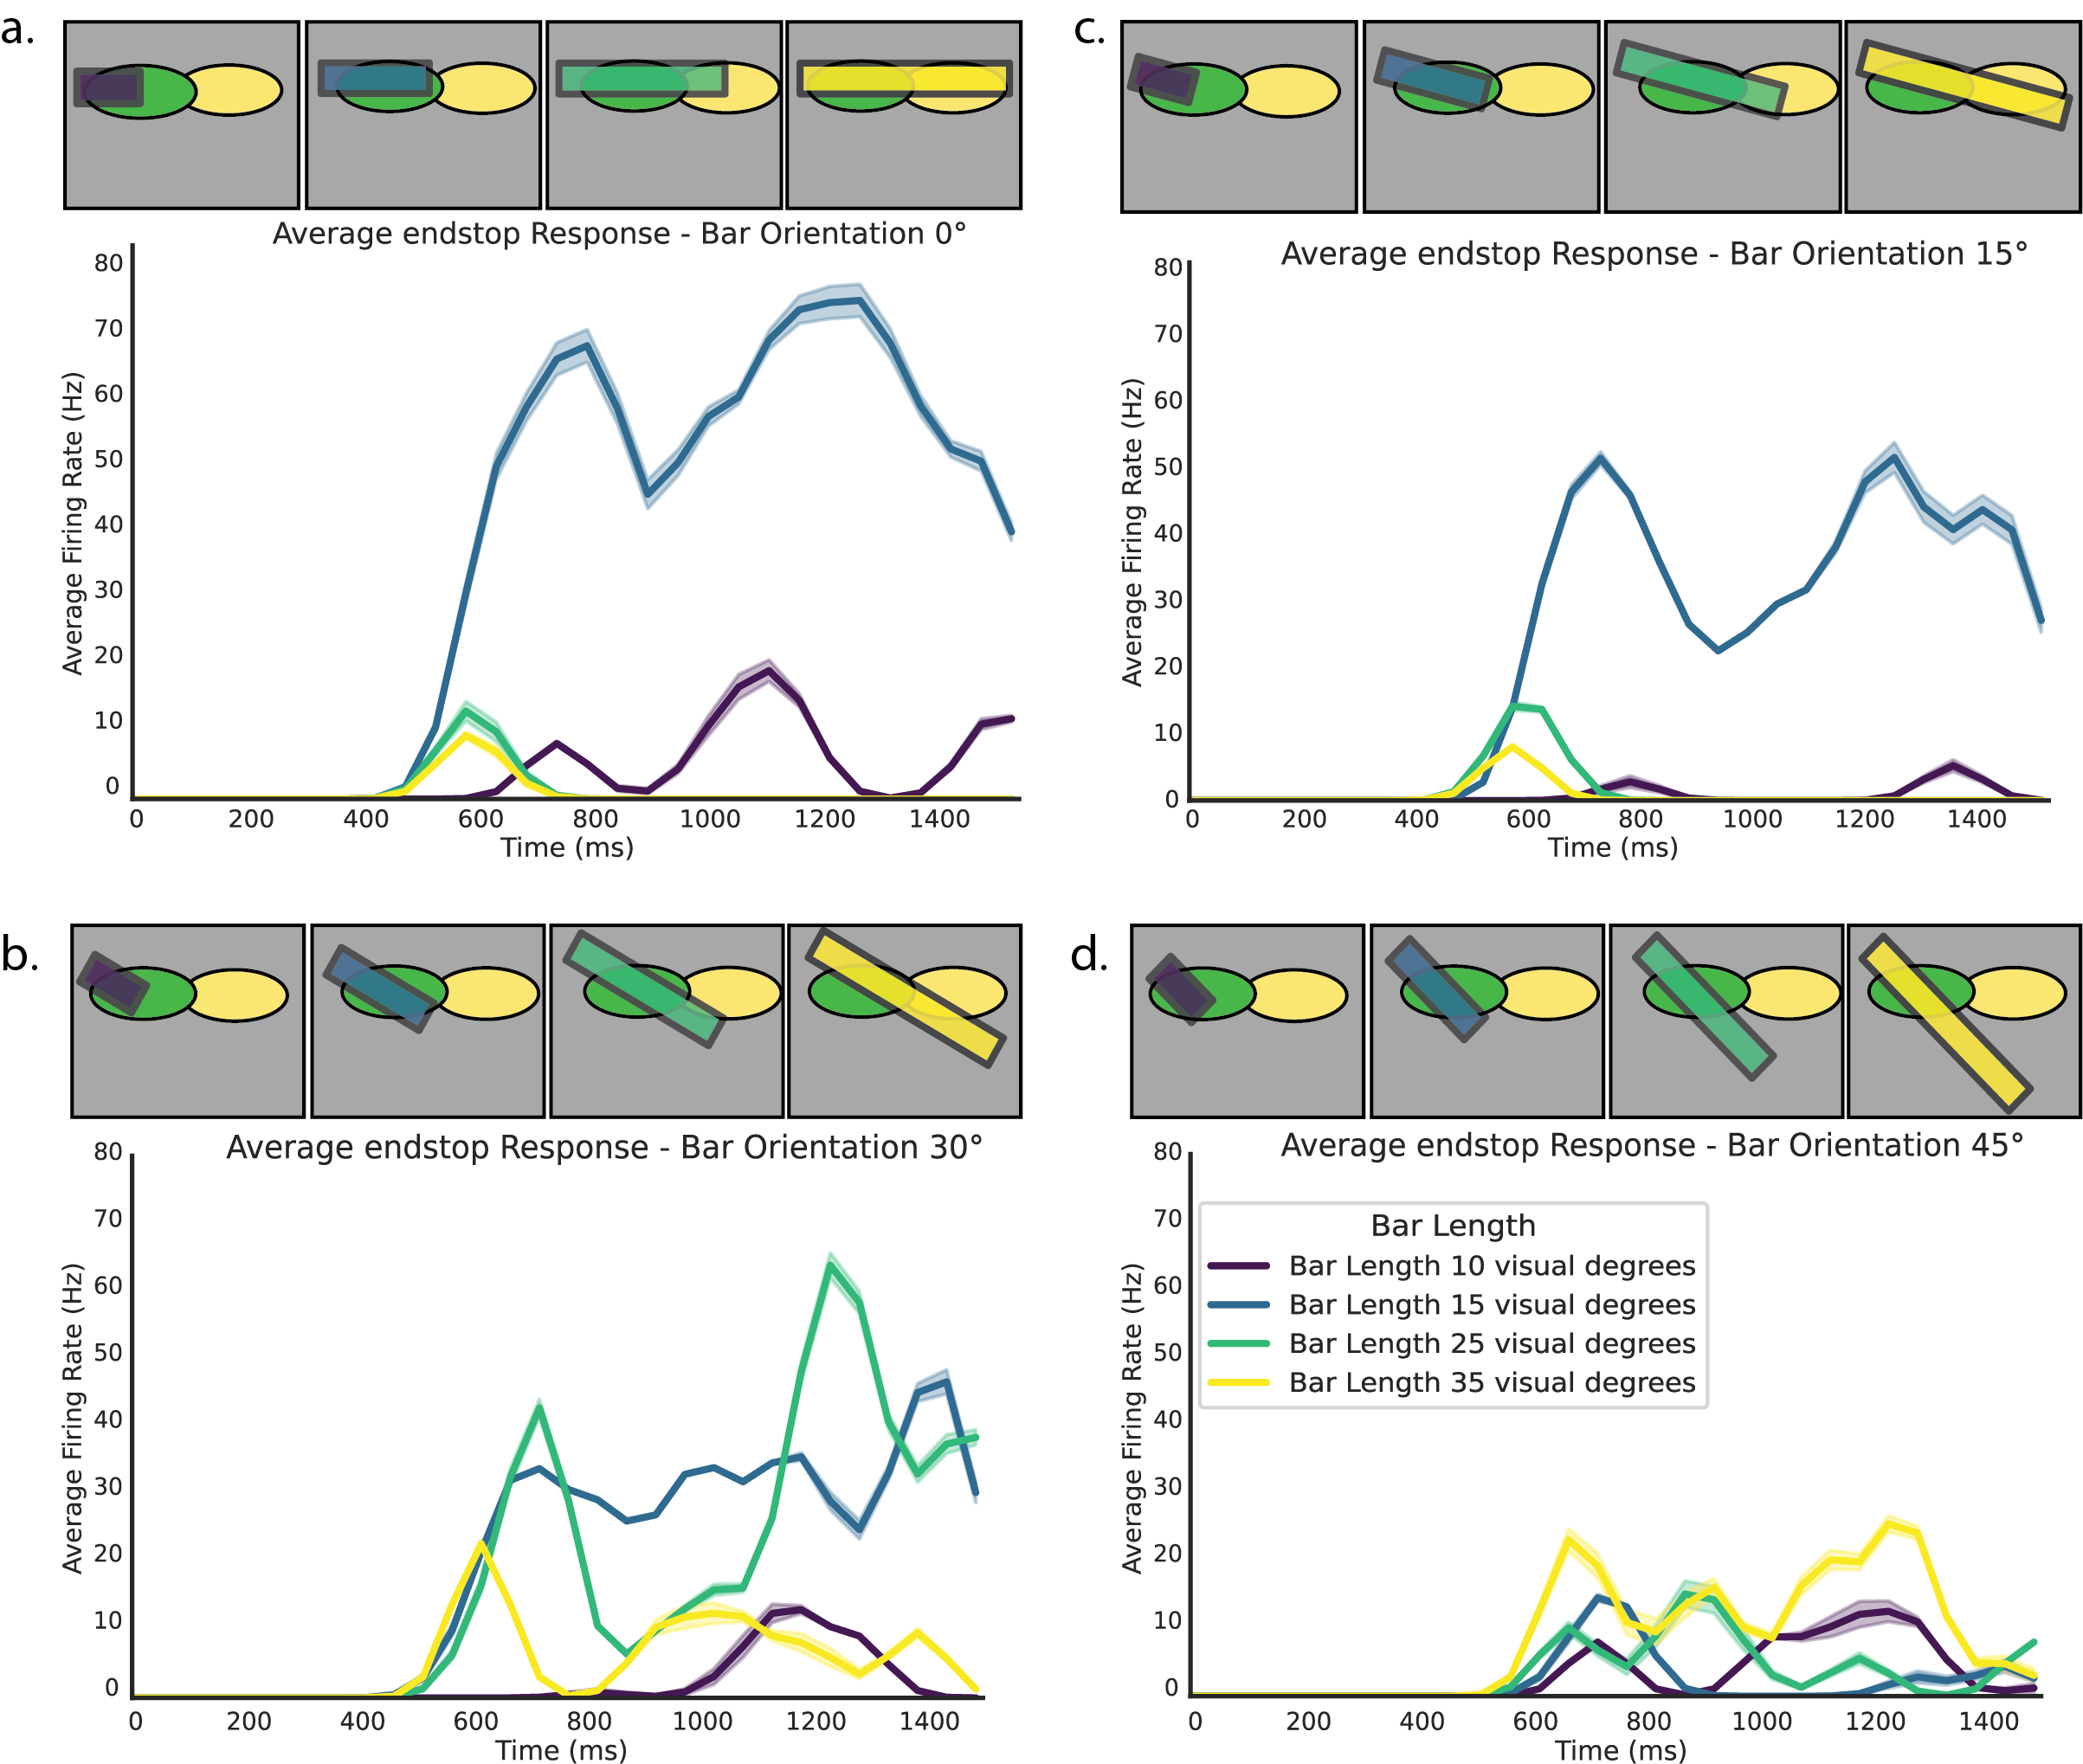 a.
Average endstop Response - Bar Orientation 0°
80
70
60
50
40
30
20
10
0
Average Firing Rate (Hz)
0 200 400 600 800 1000 1200 1400
Time (ms)
c.
Average endstop Response - Bar Orientation 15°
80
70
60
50
40
30
20
10
0
Average Firing Rate (Hz)
0 200 400 600 800 1000 1200 1400
Time (ms)
b.
Average endstop Response - Bar Orientation 30°
80
70
60
50
40
30
20
10
0
Average Firing Rate (Hz)
0 200 400 600 800 1000 1200 1400
Time (ms)
d.
Average endstop Response - Bar Orientation 45°
80
70
60
50
40
30
20
10
0
Average Firing Rate (Hz)
Bar Length
Bar Length 10 visual degrees
Bar Length 15 visual degrees
Bar Length 25 visual degrees
Bar Length 35 visual degrees
0 200 400 600 800 1000 1200 1400
Time (ms)